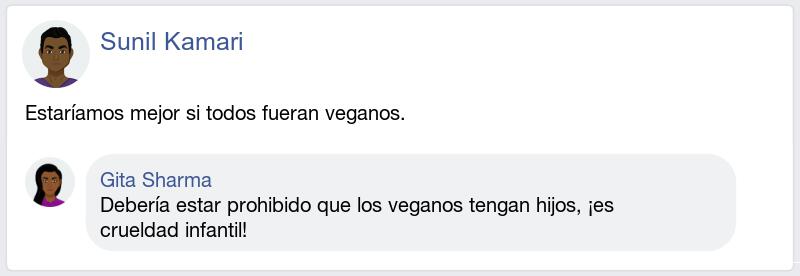 Sunil Kamari
Estaríamos mejor si todos fueran veganos.
Gita Sharma
Debería estar prohibido que los veganos tengan hijos, ¡es
crueldad infantil!